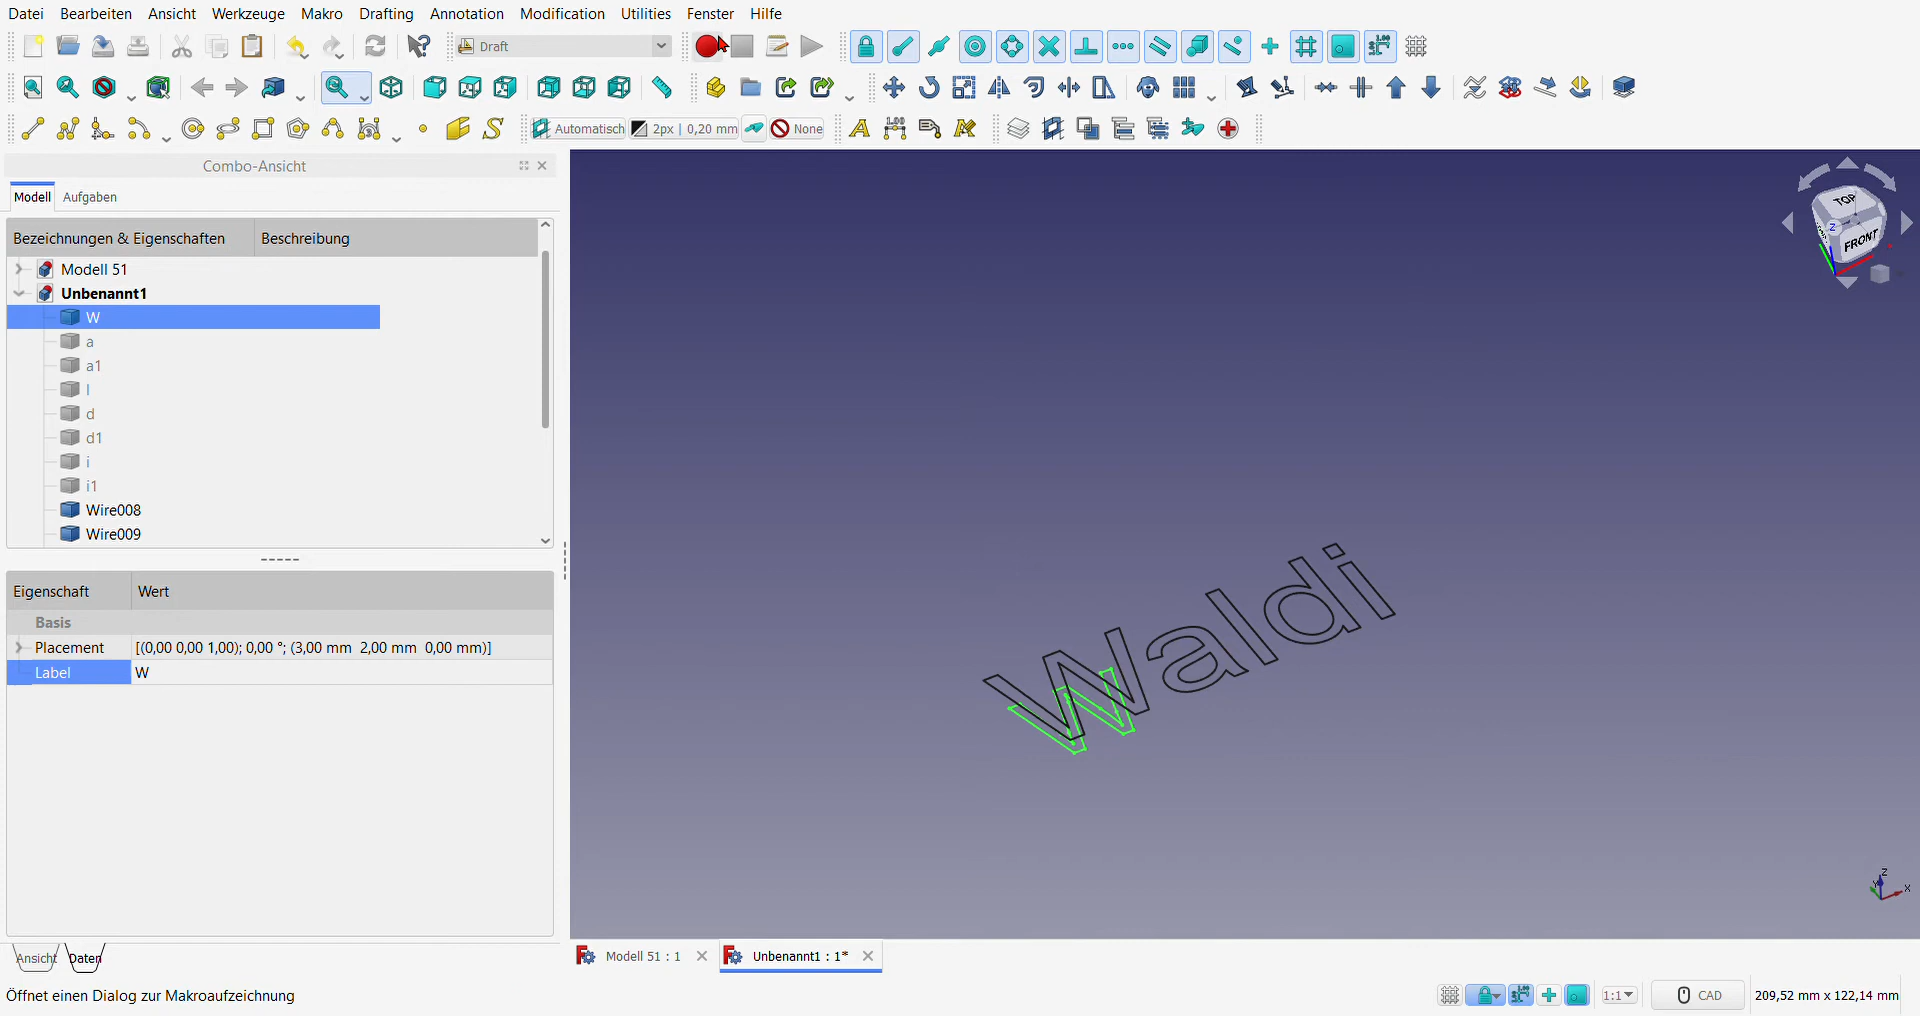 Datei Bearbeiten Ansicht Werkzeuge Makro Drafting Annotation Modification Utilities Fenster Hilfe
Draft
Automatisch 2px | 0,20 mm None
Combo-Ansicht
Modell Aufgaben
Bezeichnungen & Eigenschaften Beschreibung
Modell 51
Unbenannt1
W
a
a1
l
d
d1
i
i1
Wire008
Wire009
Eigenschaft Wert
Basis
Placement [(0,00 0,00 1,00); 0,00 °; (3,00 mm 2,00 mm 0,00 mm)]
Label W
Ansicht Daten
TOP
FRONT
Z
Waldi
W
Z
Y
X
Modell 51 : 1 Unbenannt1 : 1*
Öffnet einen Dialog zur Makroaufzeichnung
1:1 CAD 209,52 mm x 122,14 mm